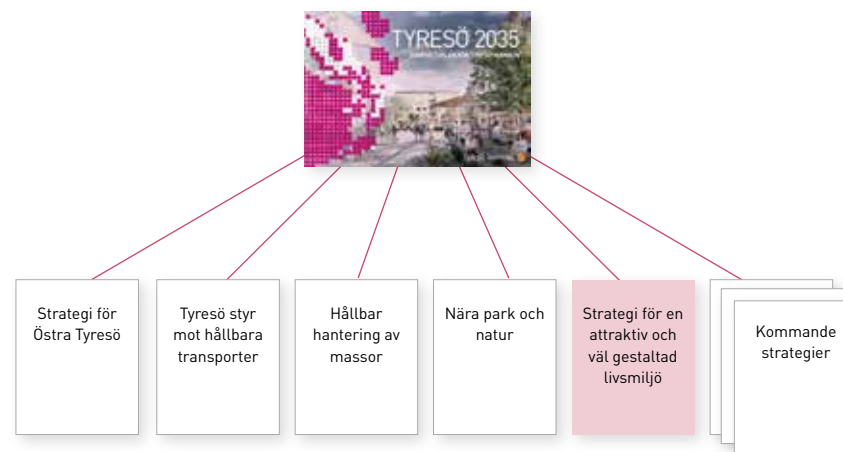 TYRESÖ 2035
Strategi för
Östra Tyresö
Tyresö styr
mot hållbara
transporter
Hållbar
hantering av
massor
Nära park och
natur
Strategi för en
attraktiv och
väl gestaltad
livsmiljö
Kommande
strategier